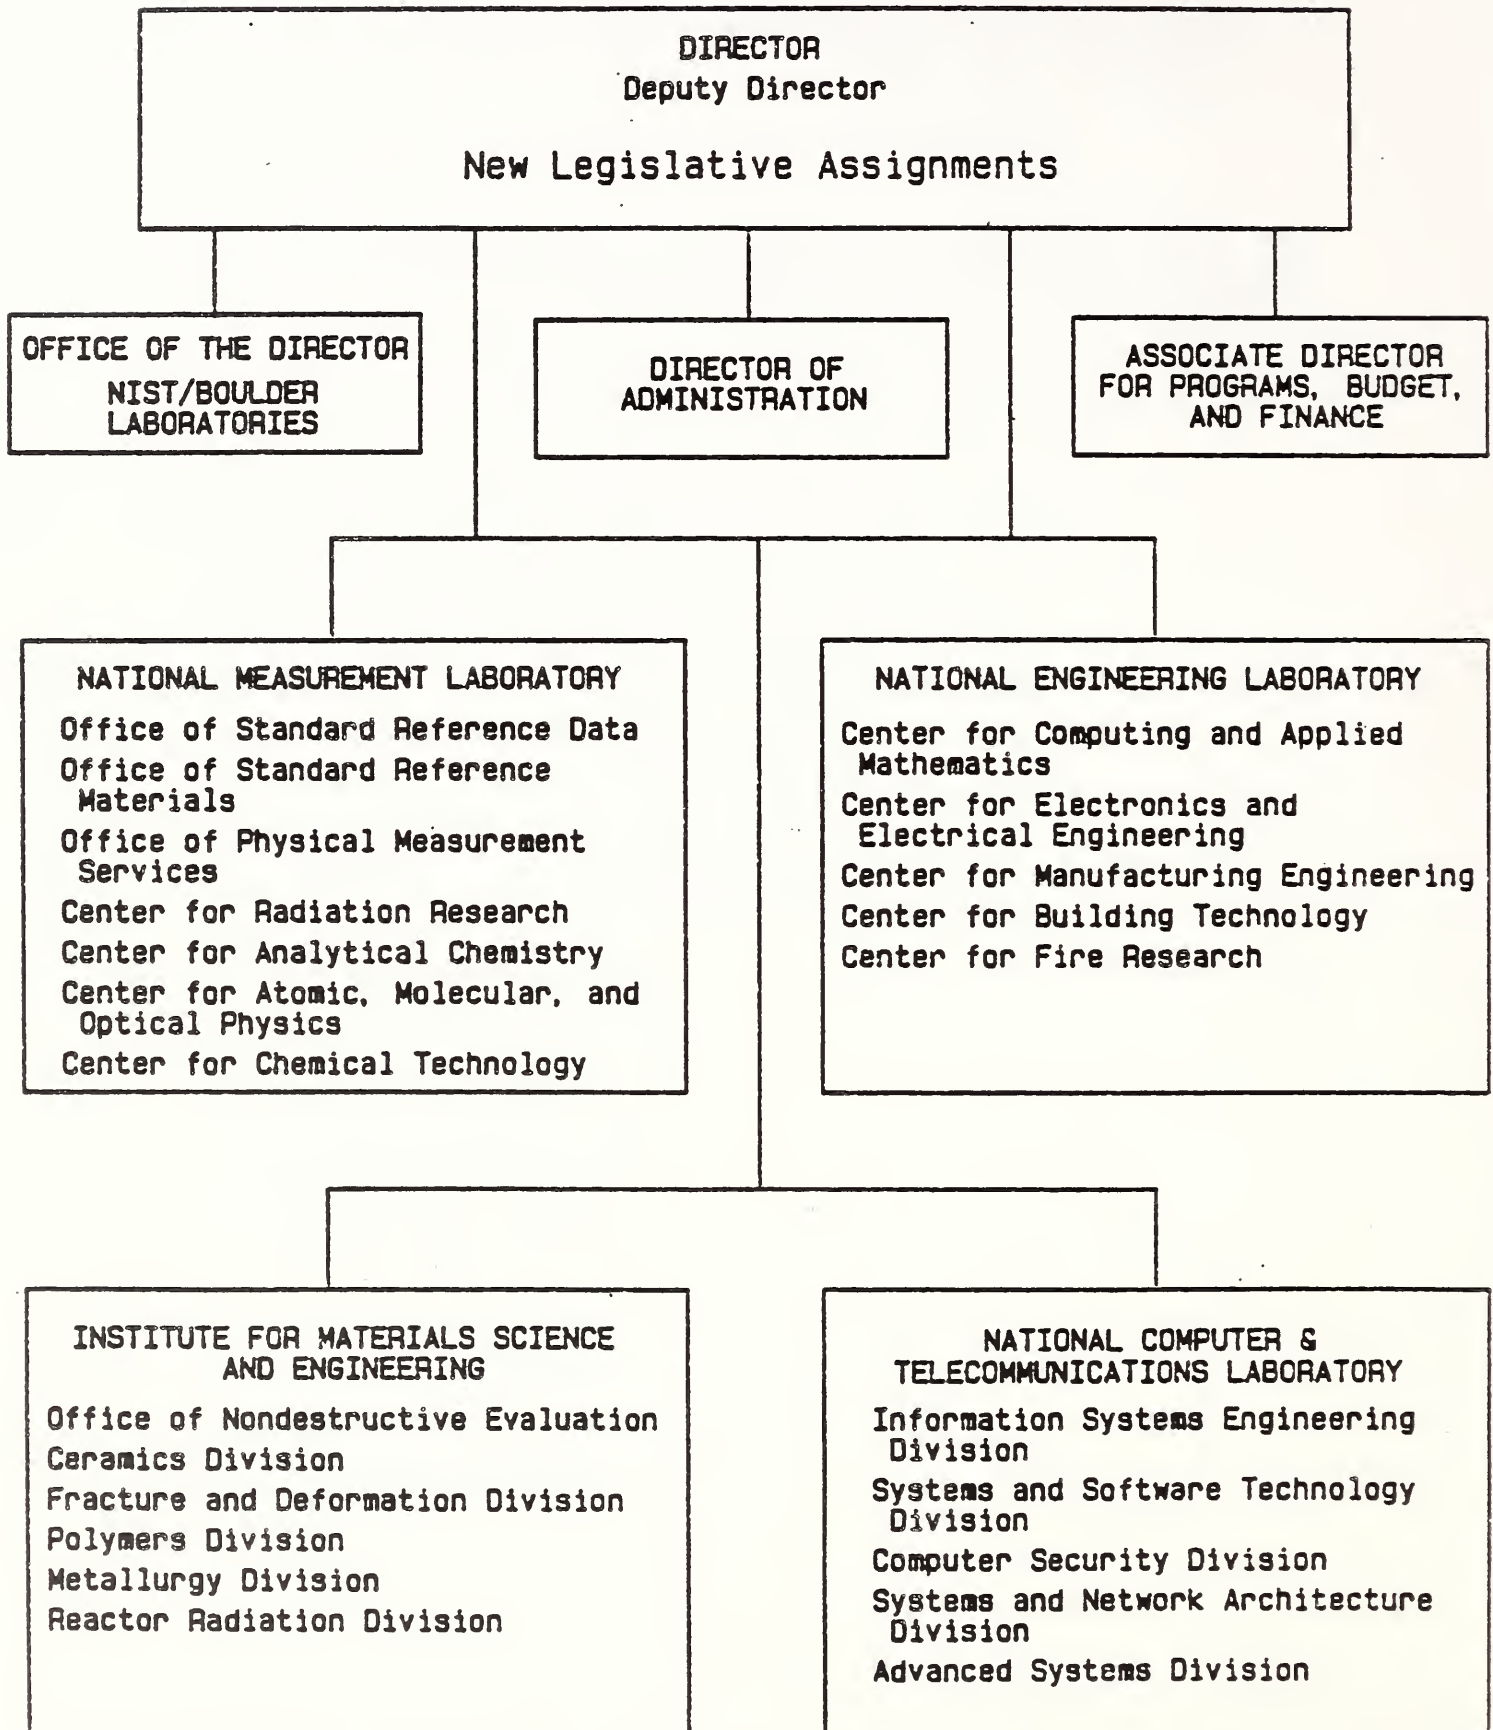 DIRECTOR
Deputy Director
New Legislative Assignments
OFFICE OF THE DIRECTOR
NIST/BOULDER
LABORATORIES
DIRECTOR OF
ADMINISTRATION
ASSOCIATE DIRECTOR
FOR PROGRAMS, BUDGET,
AND FINANCE
NATIONAL MEASUREMENT LABORATORY
Office of Standard Reference Data
Office of Standard Reference
Materials
Office of Physical Measurement
Services
Center for Radiation Research
Center for Analytical Chemistry
Center for Atomic, Molecular, and
Optical Physics
Center for Chemical Technology
NATIONAL ENGINEERING LABORATORY
Center for Computing and Applied
Mathematics
Center for Electronics and
Electrical Engineering
Center for Manufacturing Engineering
Center for Building Technology
Center for Fire Research
INSTITUTE FOR MATERIALS SCIENCE
AND ENGINEERING
Office of Nondestructive Evaluation
Ceramics Division
Fracture and Deformation Division
Polymers Division
Metallurgy Division
Reactor Radiation Division
NATIONAL COMPUTER &
TELECOMMUNICATIONS LABORATORY
Information Systems Engineering
Division
Systems and Software Technology
Division
Computer Security Division
Systems and Network Architecture
Division
Advanced Systems Division